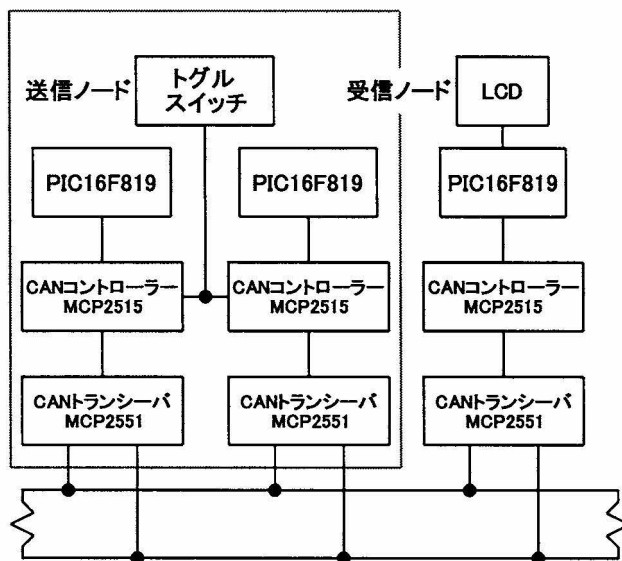 送信ノード
トグル
スイッチ
受信ノード
LCD
PIC16F819
PIC16F819
PIC16F819
CANコントローラー
MCP2515
CANコントローラー
MCP2515
CANコントローラー
MCP2515
CANトランシーバ
MCP2551
CANトランシーバ
MCP2551
CANトランシーバ
MCP2551